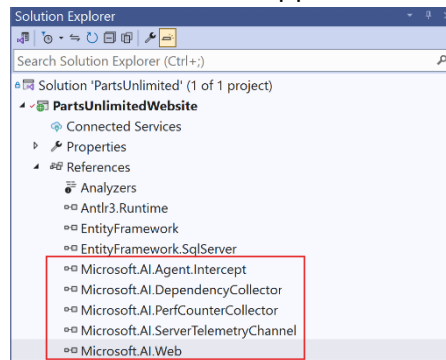 Solution Explorer
Search Solution Explorer (Ctrl+;)
Solution 'PartsUnlimited' (1 of 1 project)
PartsUnlimitedWebsite
Connected Services
Properties
References
Analyzers
Antlr3.Runtime
EntityFramework
EntityFramework.SqlServer
Microsoft.AI.Agent.Intercept
Microsoft.AI.DependencyCollector
Microsoft.AI.PerfCounterCollector
Microsoft.AI.ServerTelemetryChannel
Microsoft.AI.Web